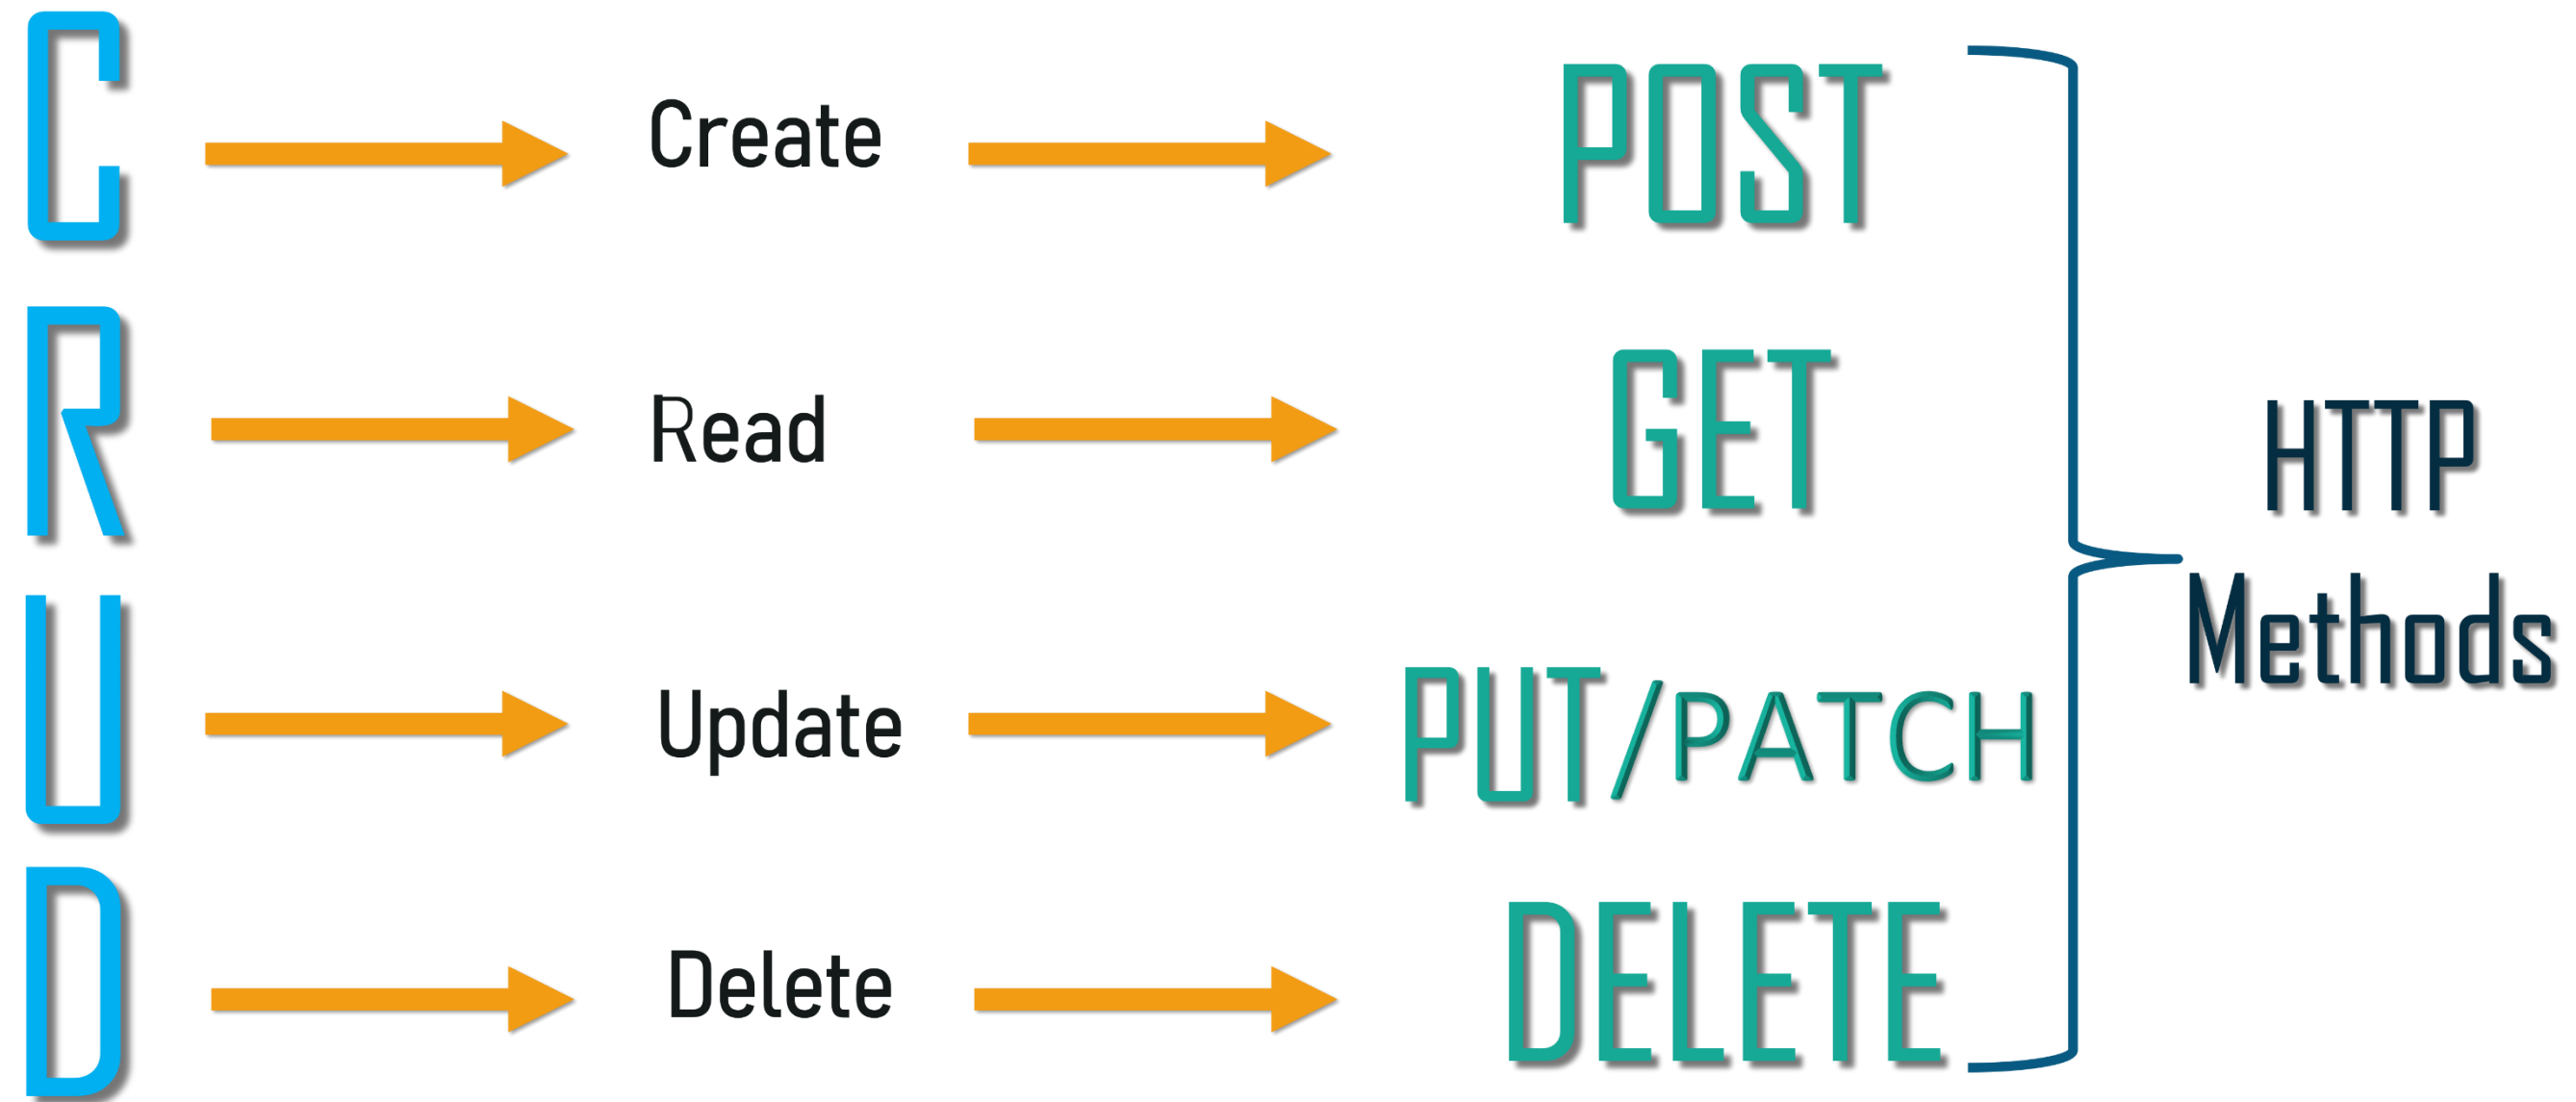 C Create POST
R Read GET
U Update PUT/PATCH
D Delete DELETE
HTTP
Methods